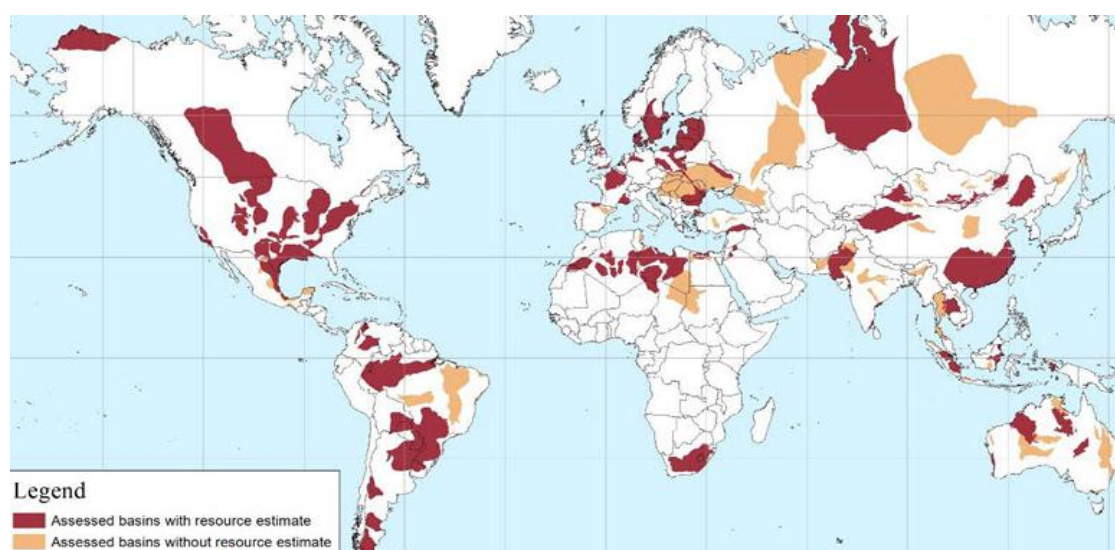 Legend
Assessed basins with resource estimate
Assessed basins without resource estimate